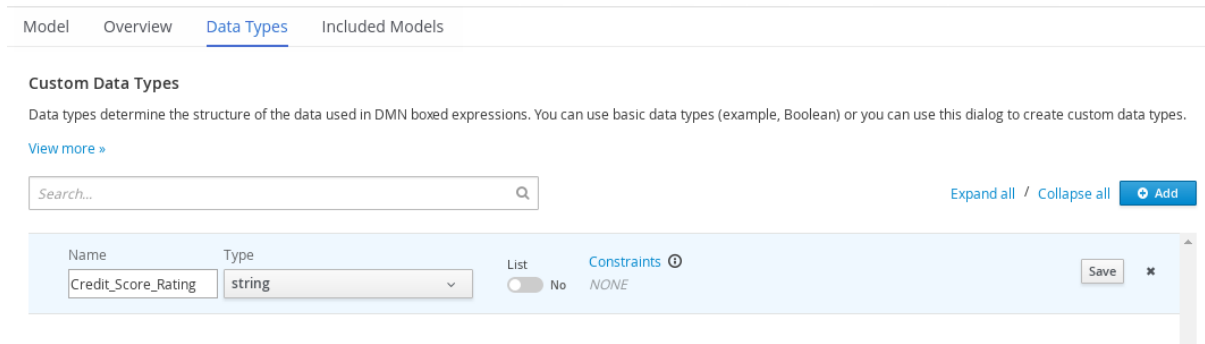 Model Overview Data Types Included Models
Custom Data Types
Data types determine the structure of the data used in DMN boxed expressions. You can use basic data types (example, Boolean) or you can use this dialog to create custom data types.
View more »
Search...
Expand all / Collapse all Add
Name Type List Constraints
Credit_Score_Rating string No NONE Save